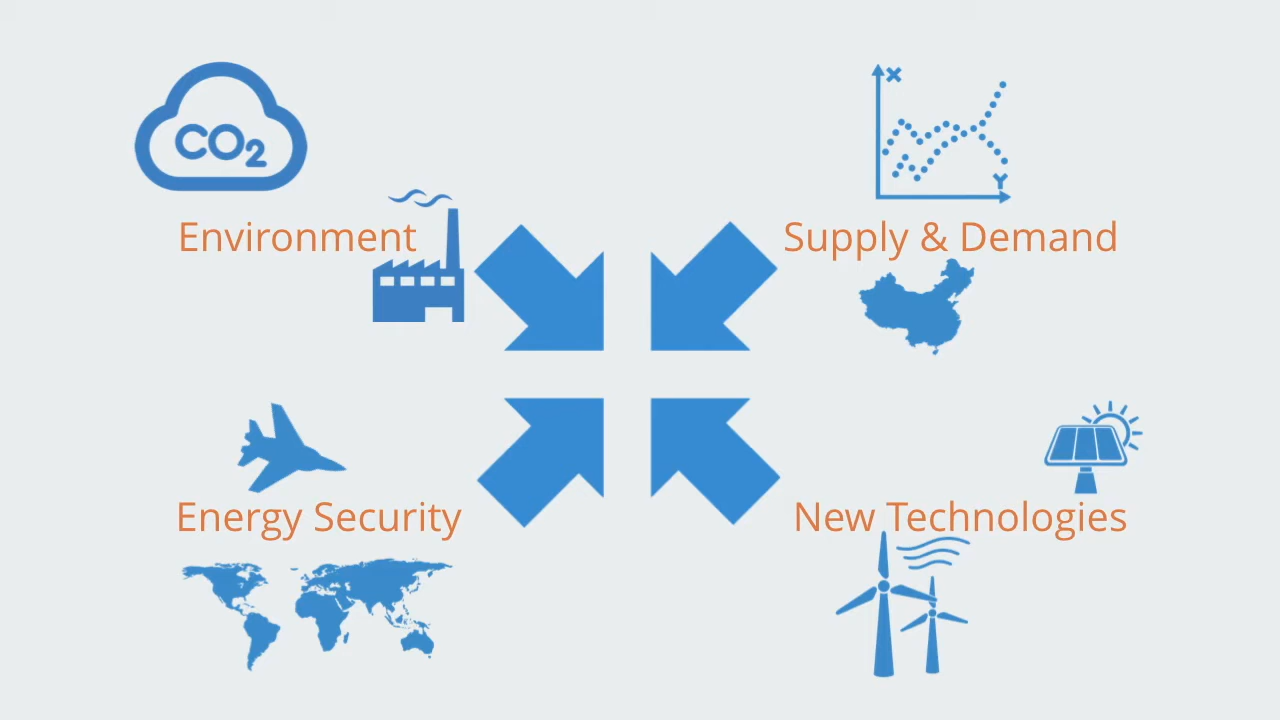 CO2
X
Y
Environment
Supply & Demand
Energy Security
New Technologies